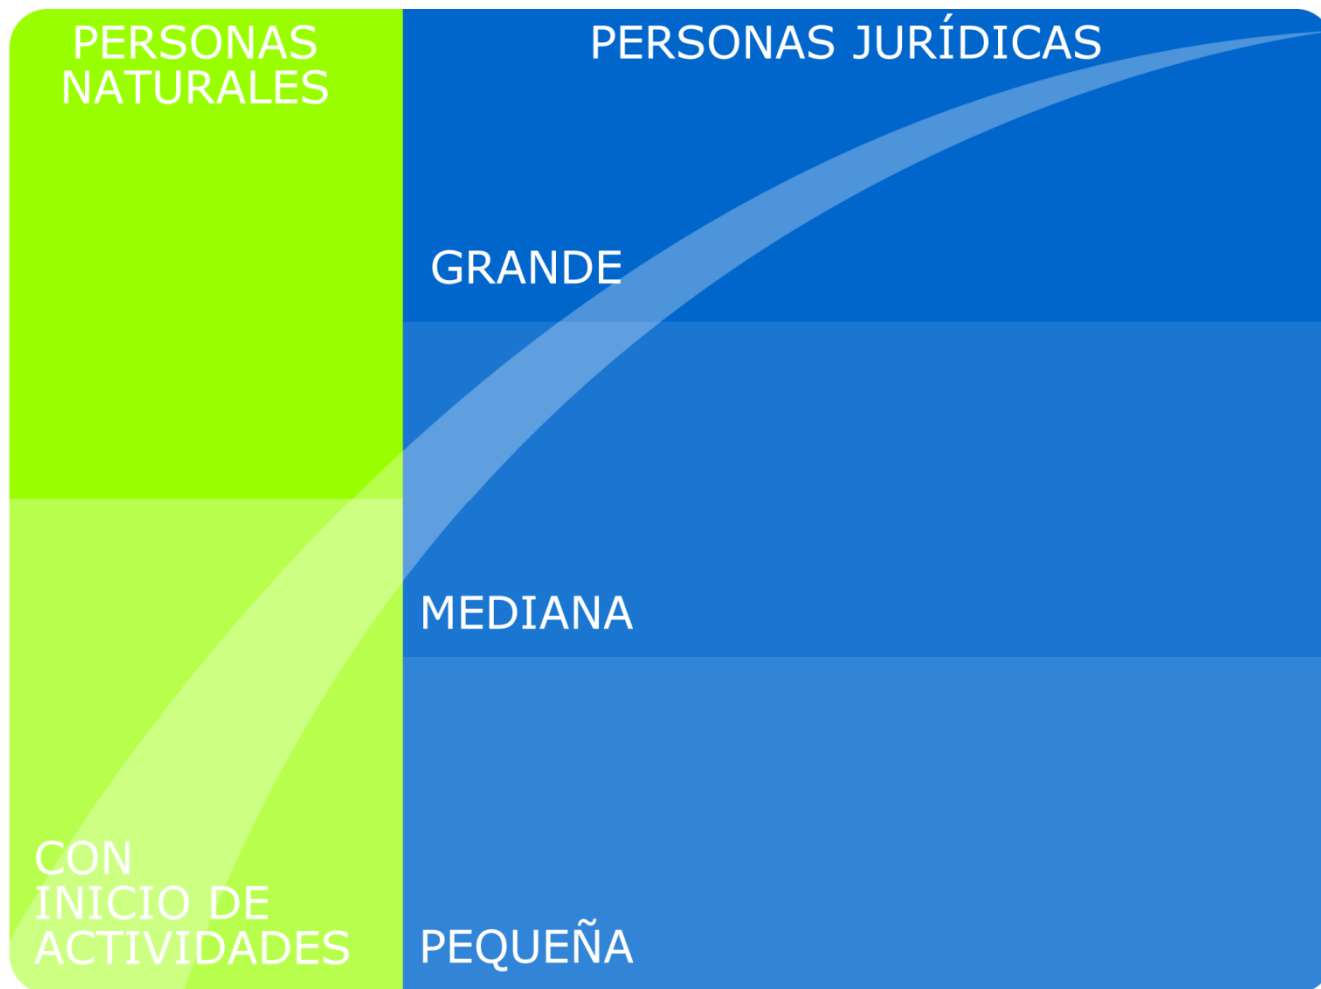 PERSONAS
NATURALES
PERSONAS JURÍDICAS
GRANDE
MEDIANA
CON
INICIO DE
ACTIVIDADES
PEQUEÑA